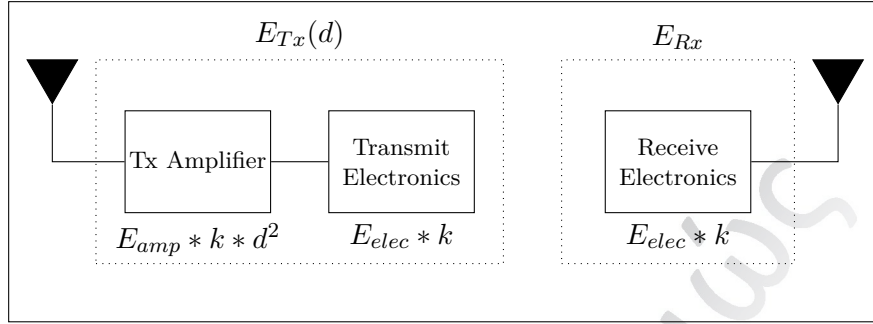 E_{Tx}(d)
E_{Rx}
Tx Amplifier
Transmit
Electronics
Receive
Electronics
E_{amp} * k * d^2
E_{elec} * k
E_{elec} * k